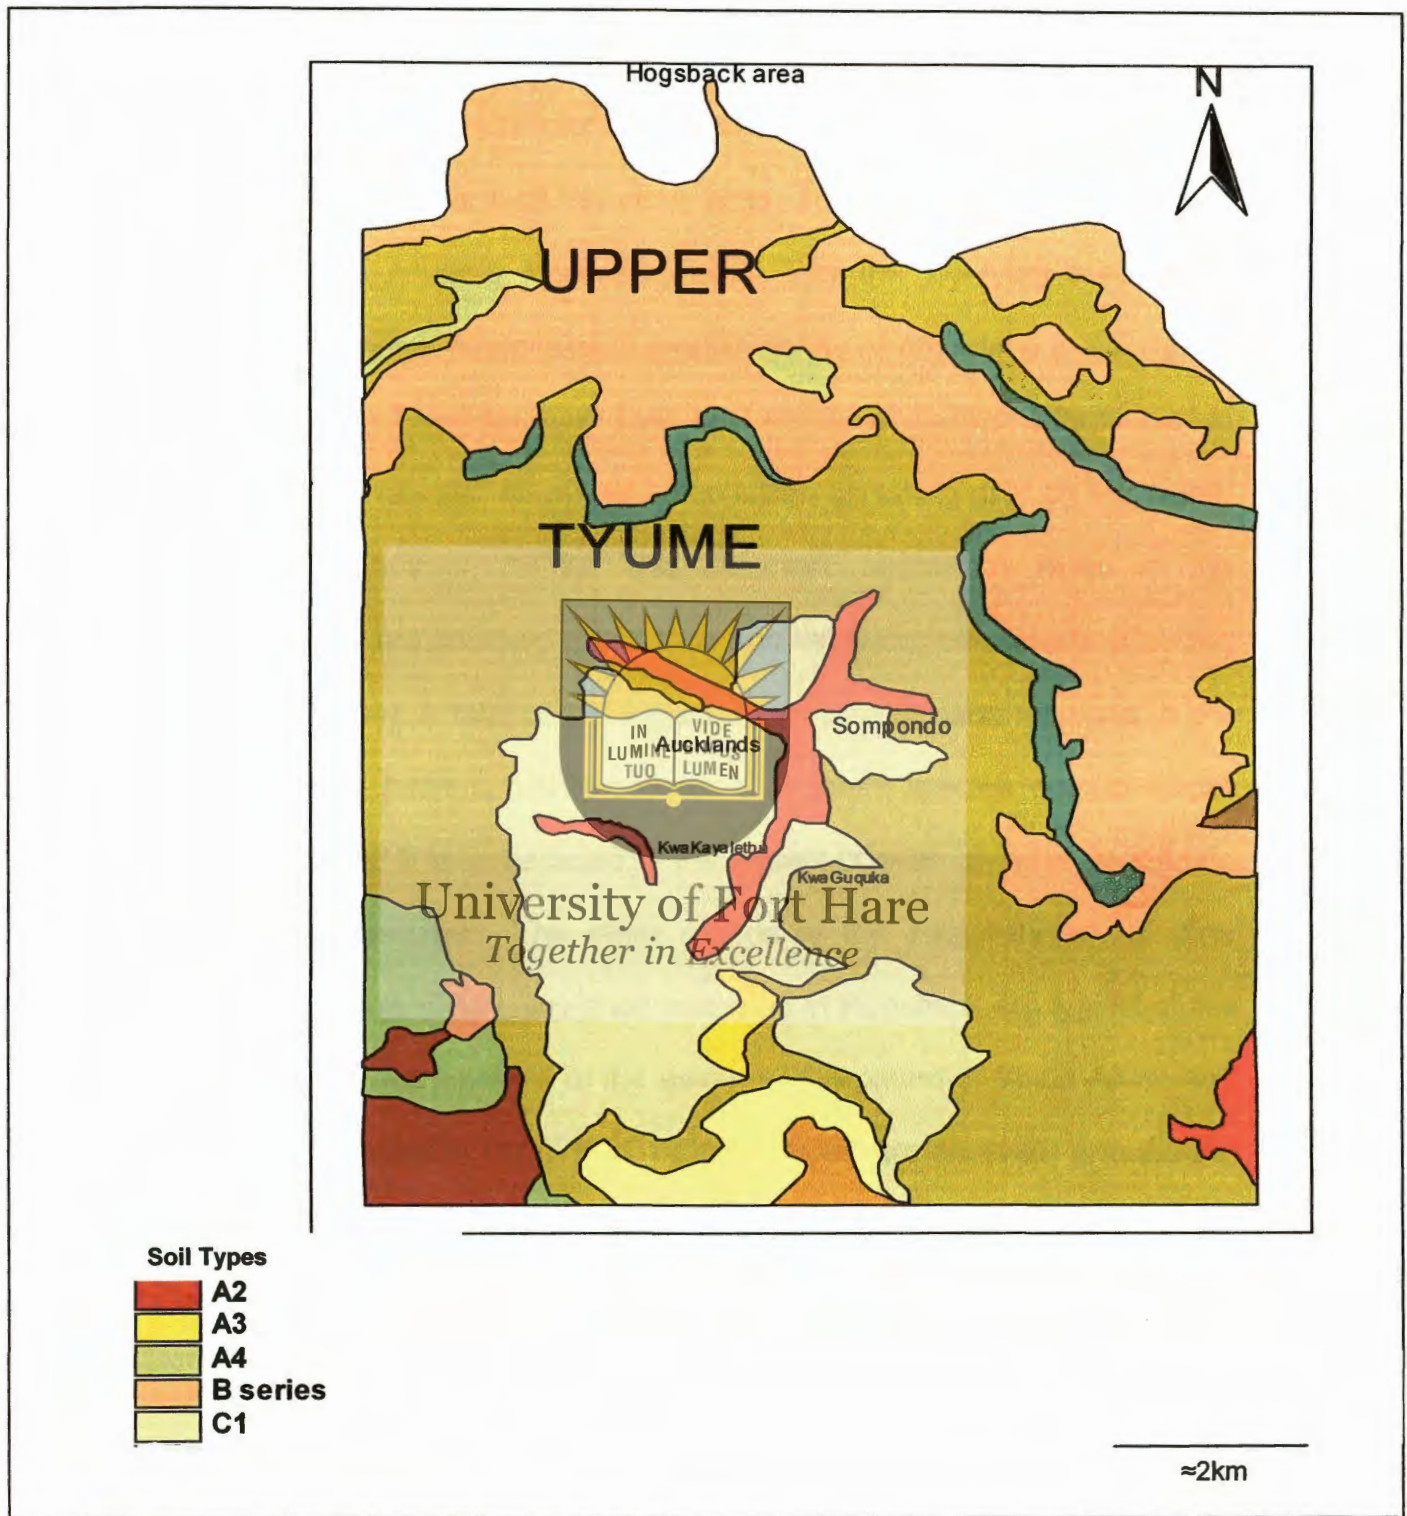 Hogsback area
N
UPPER
TYUME
IN
LUMINE
TUO
VIDE
LUMEN
Aucklands
Sompondo
KwaKayalethu
KwaGuquka
University of Fort Hare
Together in Excellence
Soil Types
A2
A3
A4
B series
C1
≈2km